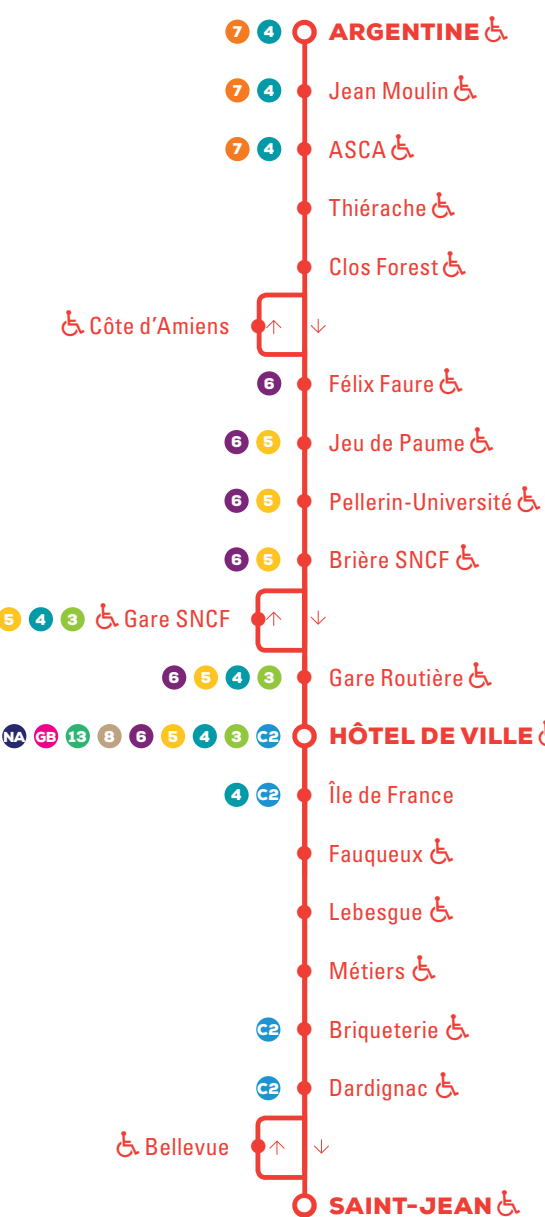 7 4 ARGENTINE
7 4 Jean Moulin
7 4 ASCA
Thiérache
Clos Forest
Côte d'Amiens
6 Félix Faure
6 5 Jeu de Paume
6 5 Pellerin-Université
6 5 Brière SNCF
5 4 3 Gare SNCF
6 5 4 3 Gare Routière
NA GB 13 8 6 5 4 3 C2 HÔTEL DE VILLE
4 C2 Île de France
Fauqueux
Lebesgue
Métiers
C2 Briqueterie
C2 Dardignac
Bellevue
SAINT-JEAN